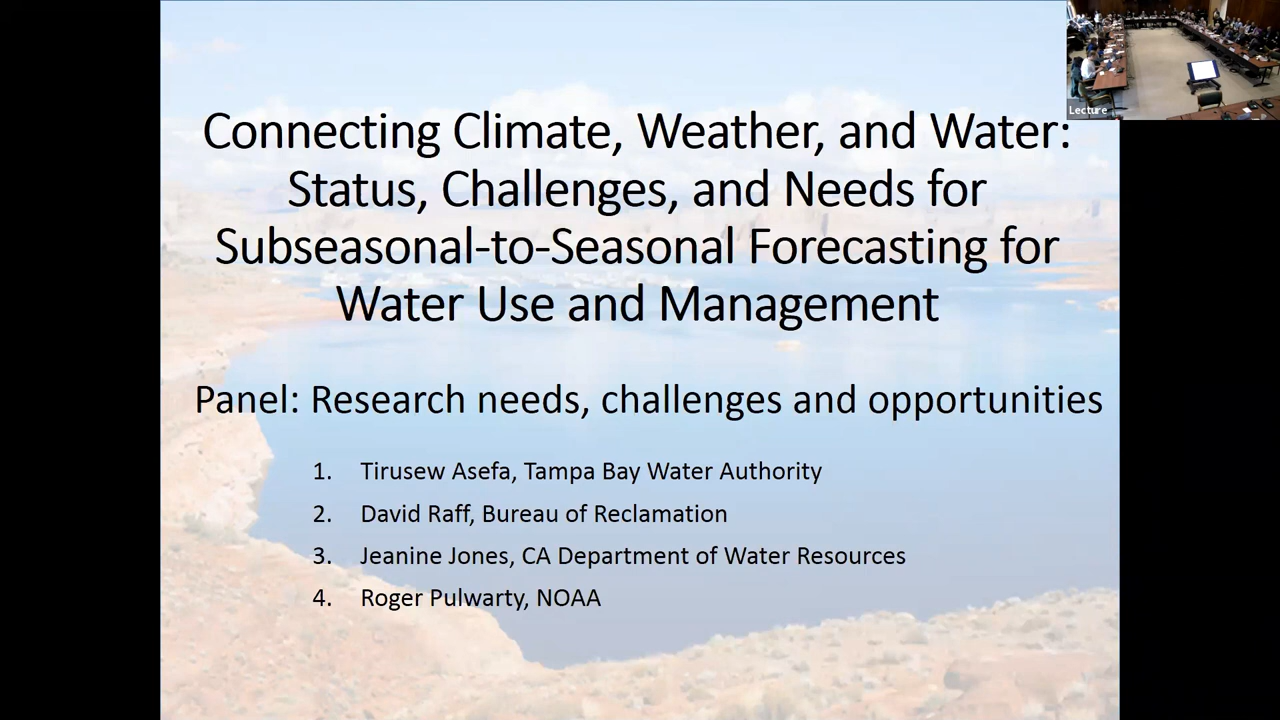 Lecture
Connecting Climate, Weather, and Water:
Status, Challenges, and Needs for
Subseasonal-to-Seasonal Forecasting for
Water Use and Management
Panel: Research needs, challenges and opportunities
1. Tirusew Asefa, Tampa Bay Water Authority
2. David Raff, Bureau of Reclamation
3. Jeanine Jones, CA Department of Water Resources
4. Roger Pulwarty, NOAA